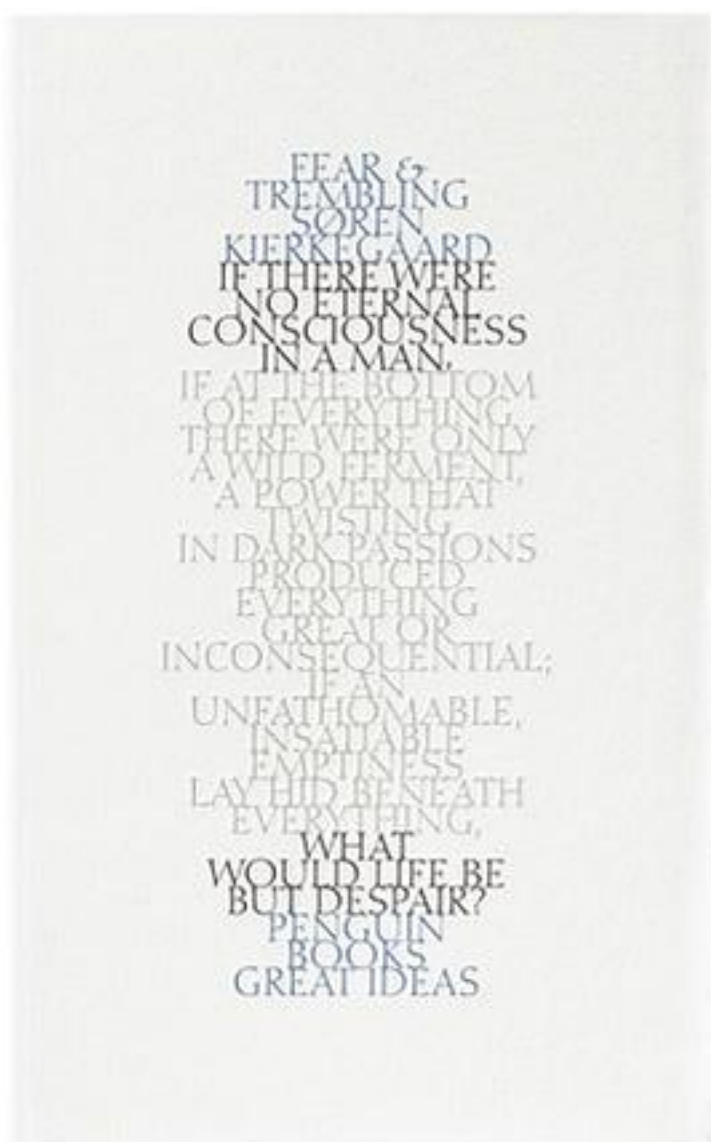 FEAR &
TREMBLING
SØREN
KIERKEGAARD
IF THERE WERE
NO ETERNAL
CONSCIOUSNESS
IN A MAN,
IF AT THE BOTTOM
OF EVERYTHING
THERE WERE ONLY
A WILD FERMENT,
A POWER THAT
TWISTING
IN DARK PASSIONS
PRODUCED
EVERYTHING
GREAT OR
INCONSEQUENTIAL;
IF AN
UNFATHOMABLE,
INSATIABLE
EMPTINESS
LAY HID BENEATH
EVERYTHING,
WHAT
WOULD LIFE BE
BUT DESPAIR?
PENGUIN
BOOKS
GREAT IDEAS